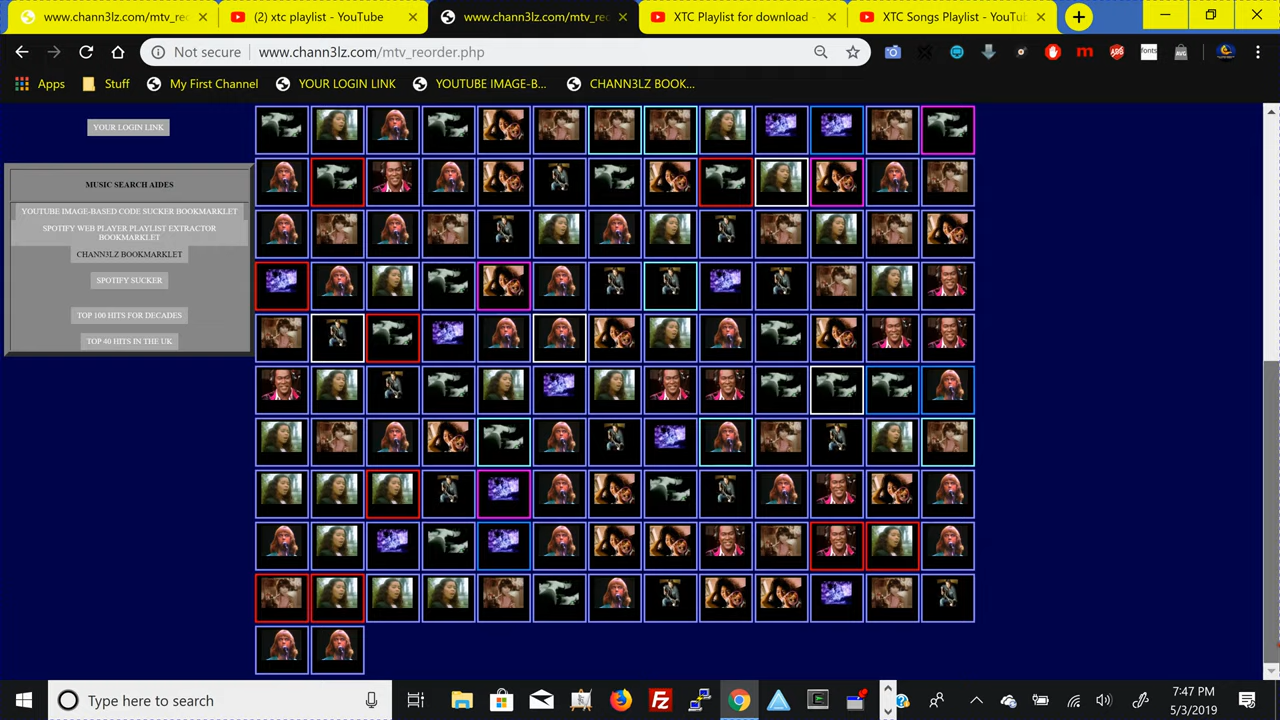 www.chann3lz.com/mtv_rec
(2) xtc playlist - YouTube
www.chann3lz.com/mtv_rec
XTC Playlist for download -
XTC Songs Playlist - YouTu
Not secure
www.chann3lz.com/mtv_reorder.php
fonts
AVG
Apps
Stuff
My First Channel
YOUR LOGIN LINK
YOUTUBE IMAGE-B...
CHANN3LZ BOOK...
YOUR LOGIN LINK
MUSIC SEARCH AIDES
YOUTUBE IMAGE-BASED CODE SUCKER BOOKMARKLET
SPOTIFY WEB PLAYER PLAYLIST EXTRACTOR
BOOKMARKLET
CHANN3LZ BOOKMARKLET
SPOTIFY SUCKER
TOP 100 HITS FOR DECADES
TOP 40 HITS IN THE UK
Type here to search
7:47 PM
5/3/2019